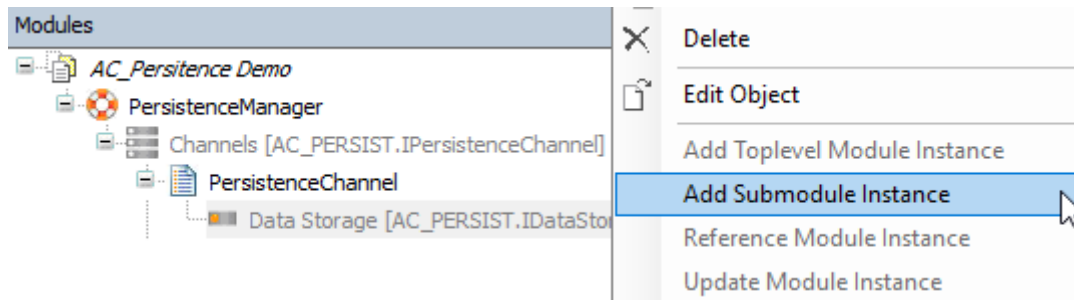 Modules
AC_Persitence Demo
PersistenceManager
Channels [AC_PERSIST.IPersistenceChannel]
PersistenceChannel
Data Storage [AC_PERSIST.IDataStor
Delete
Edit Object
Add Toplevel Module Instance
Add Submodule Instance
Reference Module Instance
Update Module Instance